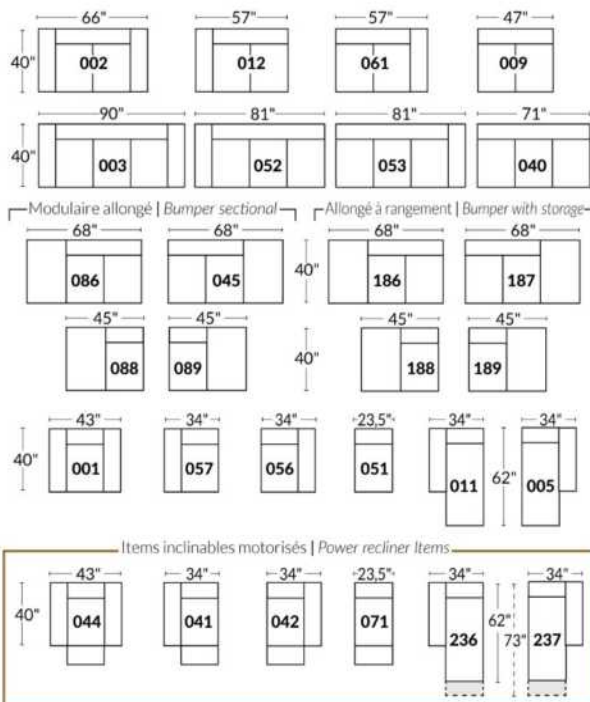 66" 57" 57" 47"
40" 002 012 061 009
90" 81" 81" 71"
40" 003 052 053 040
Modulaire allongé | Bumper sectional Allongé à rangement | Bumper with storage
68" 68" 68" 68"
086 045 40" 186 187
45" 45" 45" 45"
088 089 40" 188 189
43" 34" 34" 23,5" 34" 34"
40" 001 057 056 051 011 62" 005
Items inclinables motorisés | Power recliner Items
43" 34" 34" 23,5" 34" 34"
40" 044 041 042 071 236 62" 73" 237